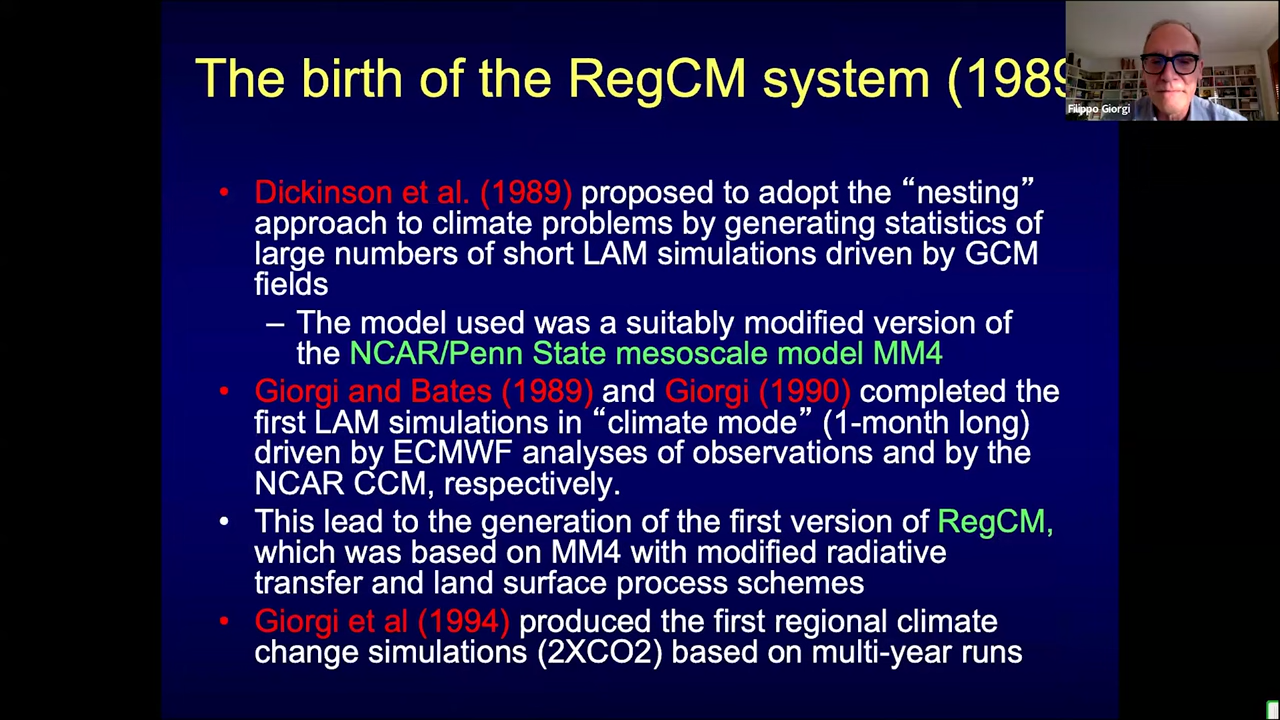 The birth of the RegCM system (1989
Filippo Giorgi
• Dickinson et al. (1989) proposed to adopt the “nesting”
approach to climate problems by generating statistics of
large numbers of short LAM simulations driven by GCM
fields
– The model used was a suitably modified version of
the NCAR/Penn State mesoscale model MM4
• Giorgi and Bates (1989) and Giorgi (1990) completed the
first LAM simulations in “climate mode” (1-month long)
driven by ECMWF analyses of observations and by the
NCAR CCM, respectively.
• This lead to the generation of the first version of RegCM,
which was based on MM4 with modified radiative
transfer and land surface process schemes
• Giorgi et al (1994) produced the first regional climate
change simulations (2XCO2) based on multi-year runs